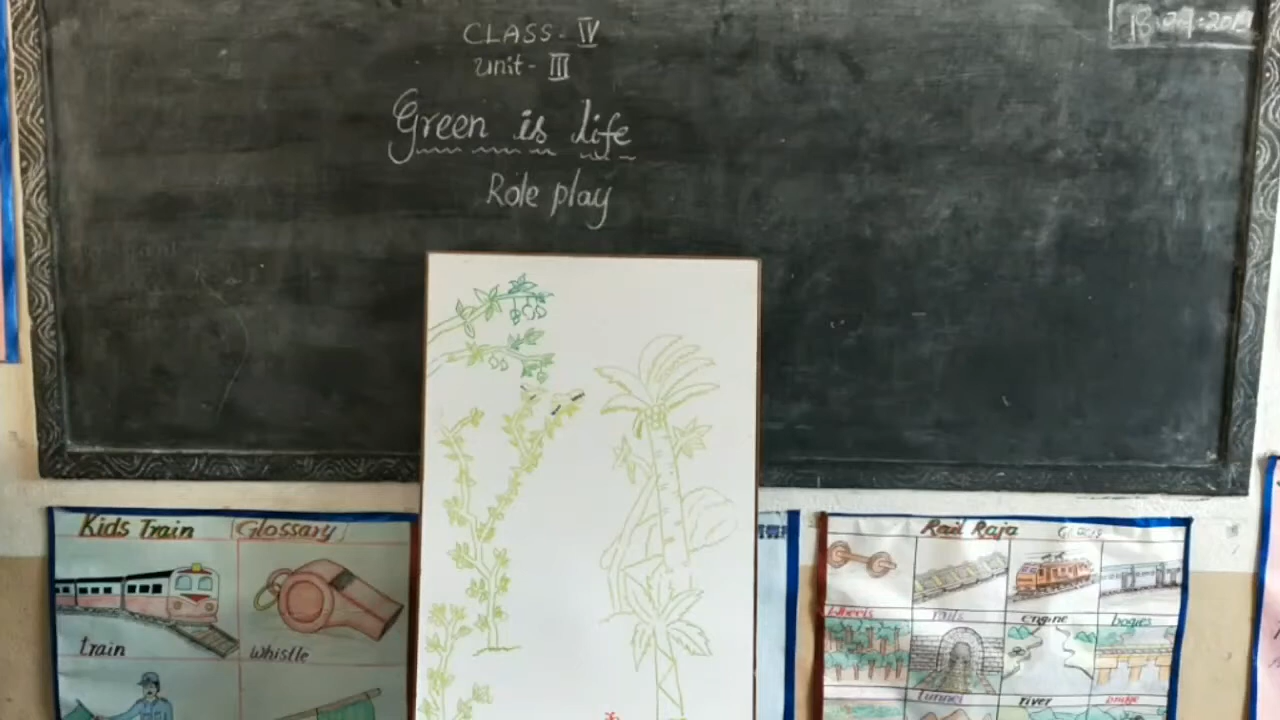 CLASS - IV
unit - III
Green is life
Role play
Kids Train Glossary
train
whistle
Rail Raja
wheels
rails
engine
bogies
tunnel
river
bridge